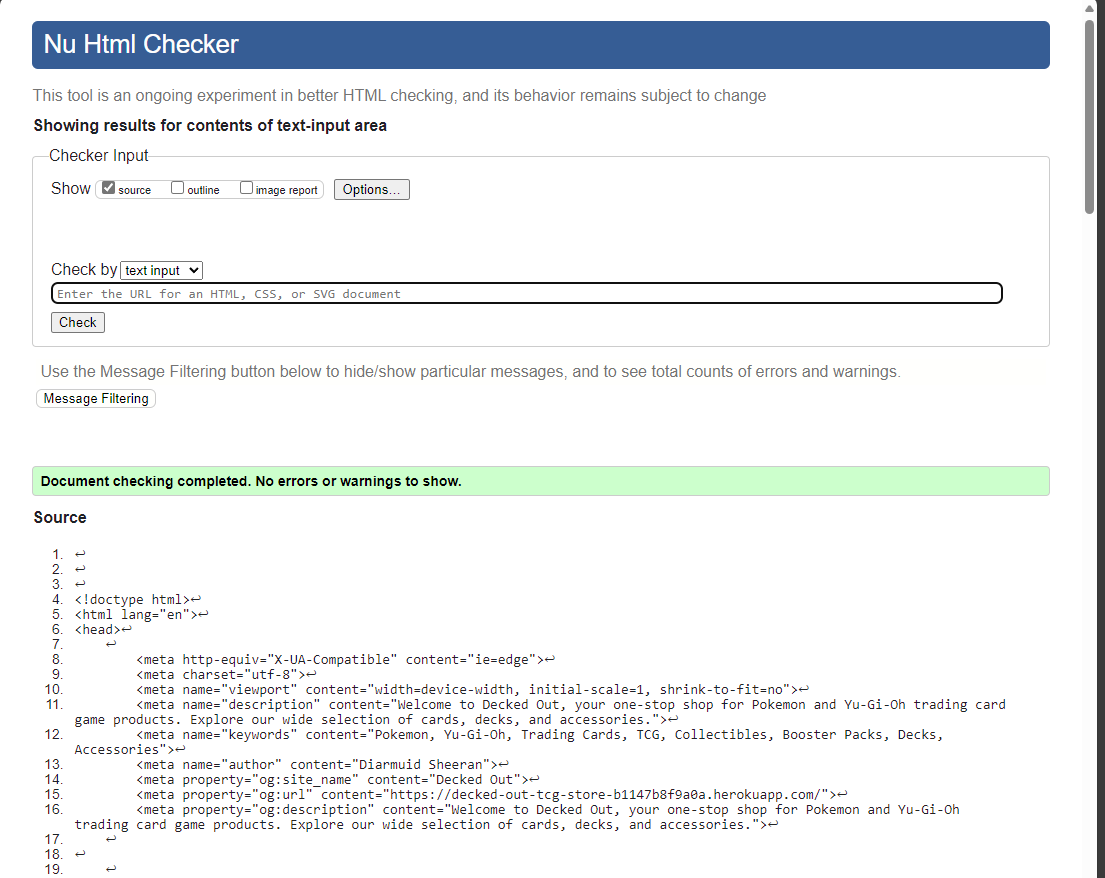 Nu Html Checker
This tool is an ongoing experiment in better HTML checking, and its behavior remains subject to change
Showing results for contents of text-input area
Checker Input
Show source outline image report Options...
Check by text input
Enter the URL for an HTML, CSS, or SVG document
Check
Use the Message Filtering button below to hide/show particular messages, and to see total counts of errors and warnings.
Message Filtering
Document checking completed. No errors or warnings to show.
Source
1. ↩
2. ↩
3. ↩
4. <!doctype html>↩
5. <html lang="en">↩
6. <head>↩
7. ↩
8. <meta http-equiv="X-UA-Compatible" content="ie=edge">↩
9. <meta charset="utf-8">↩
10. <meta name="viewport" content="width=device-width, initial-scale=1, shrink-to-fit=no">↩
11. <meta name="description" content="Welcome to Decked Out, your one-stop shop for Pokemon and Yu-Gi-Oh trading card
game products. Explore our wide selection of cards, decks, and accessories.">↩
12. <meta name="keywords" content="Pokemon, Yu-Gi-Oh, Trading Cards, TCG, Collectibles, Booster Packs, Decks,
Accessories">↩
13. <meta name="author" content="Diarmuid Sheeran">↩
14. <meta property="og:site_name" content="Decked Out">↩
15. <meta property="og:url" content="https://decked-out-tcg-store-b1147b8f9a0a.herokuapp.com/">↩
16. <meta property="og:description" content="Welcome to Decked Out, your one-stop shop for Pokemon and Yu-Gi-Oh
trading card game products. Explore our wide selection of cards, decks, and accessories.">↩
17. ↩
18. ↩
19. ↩